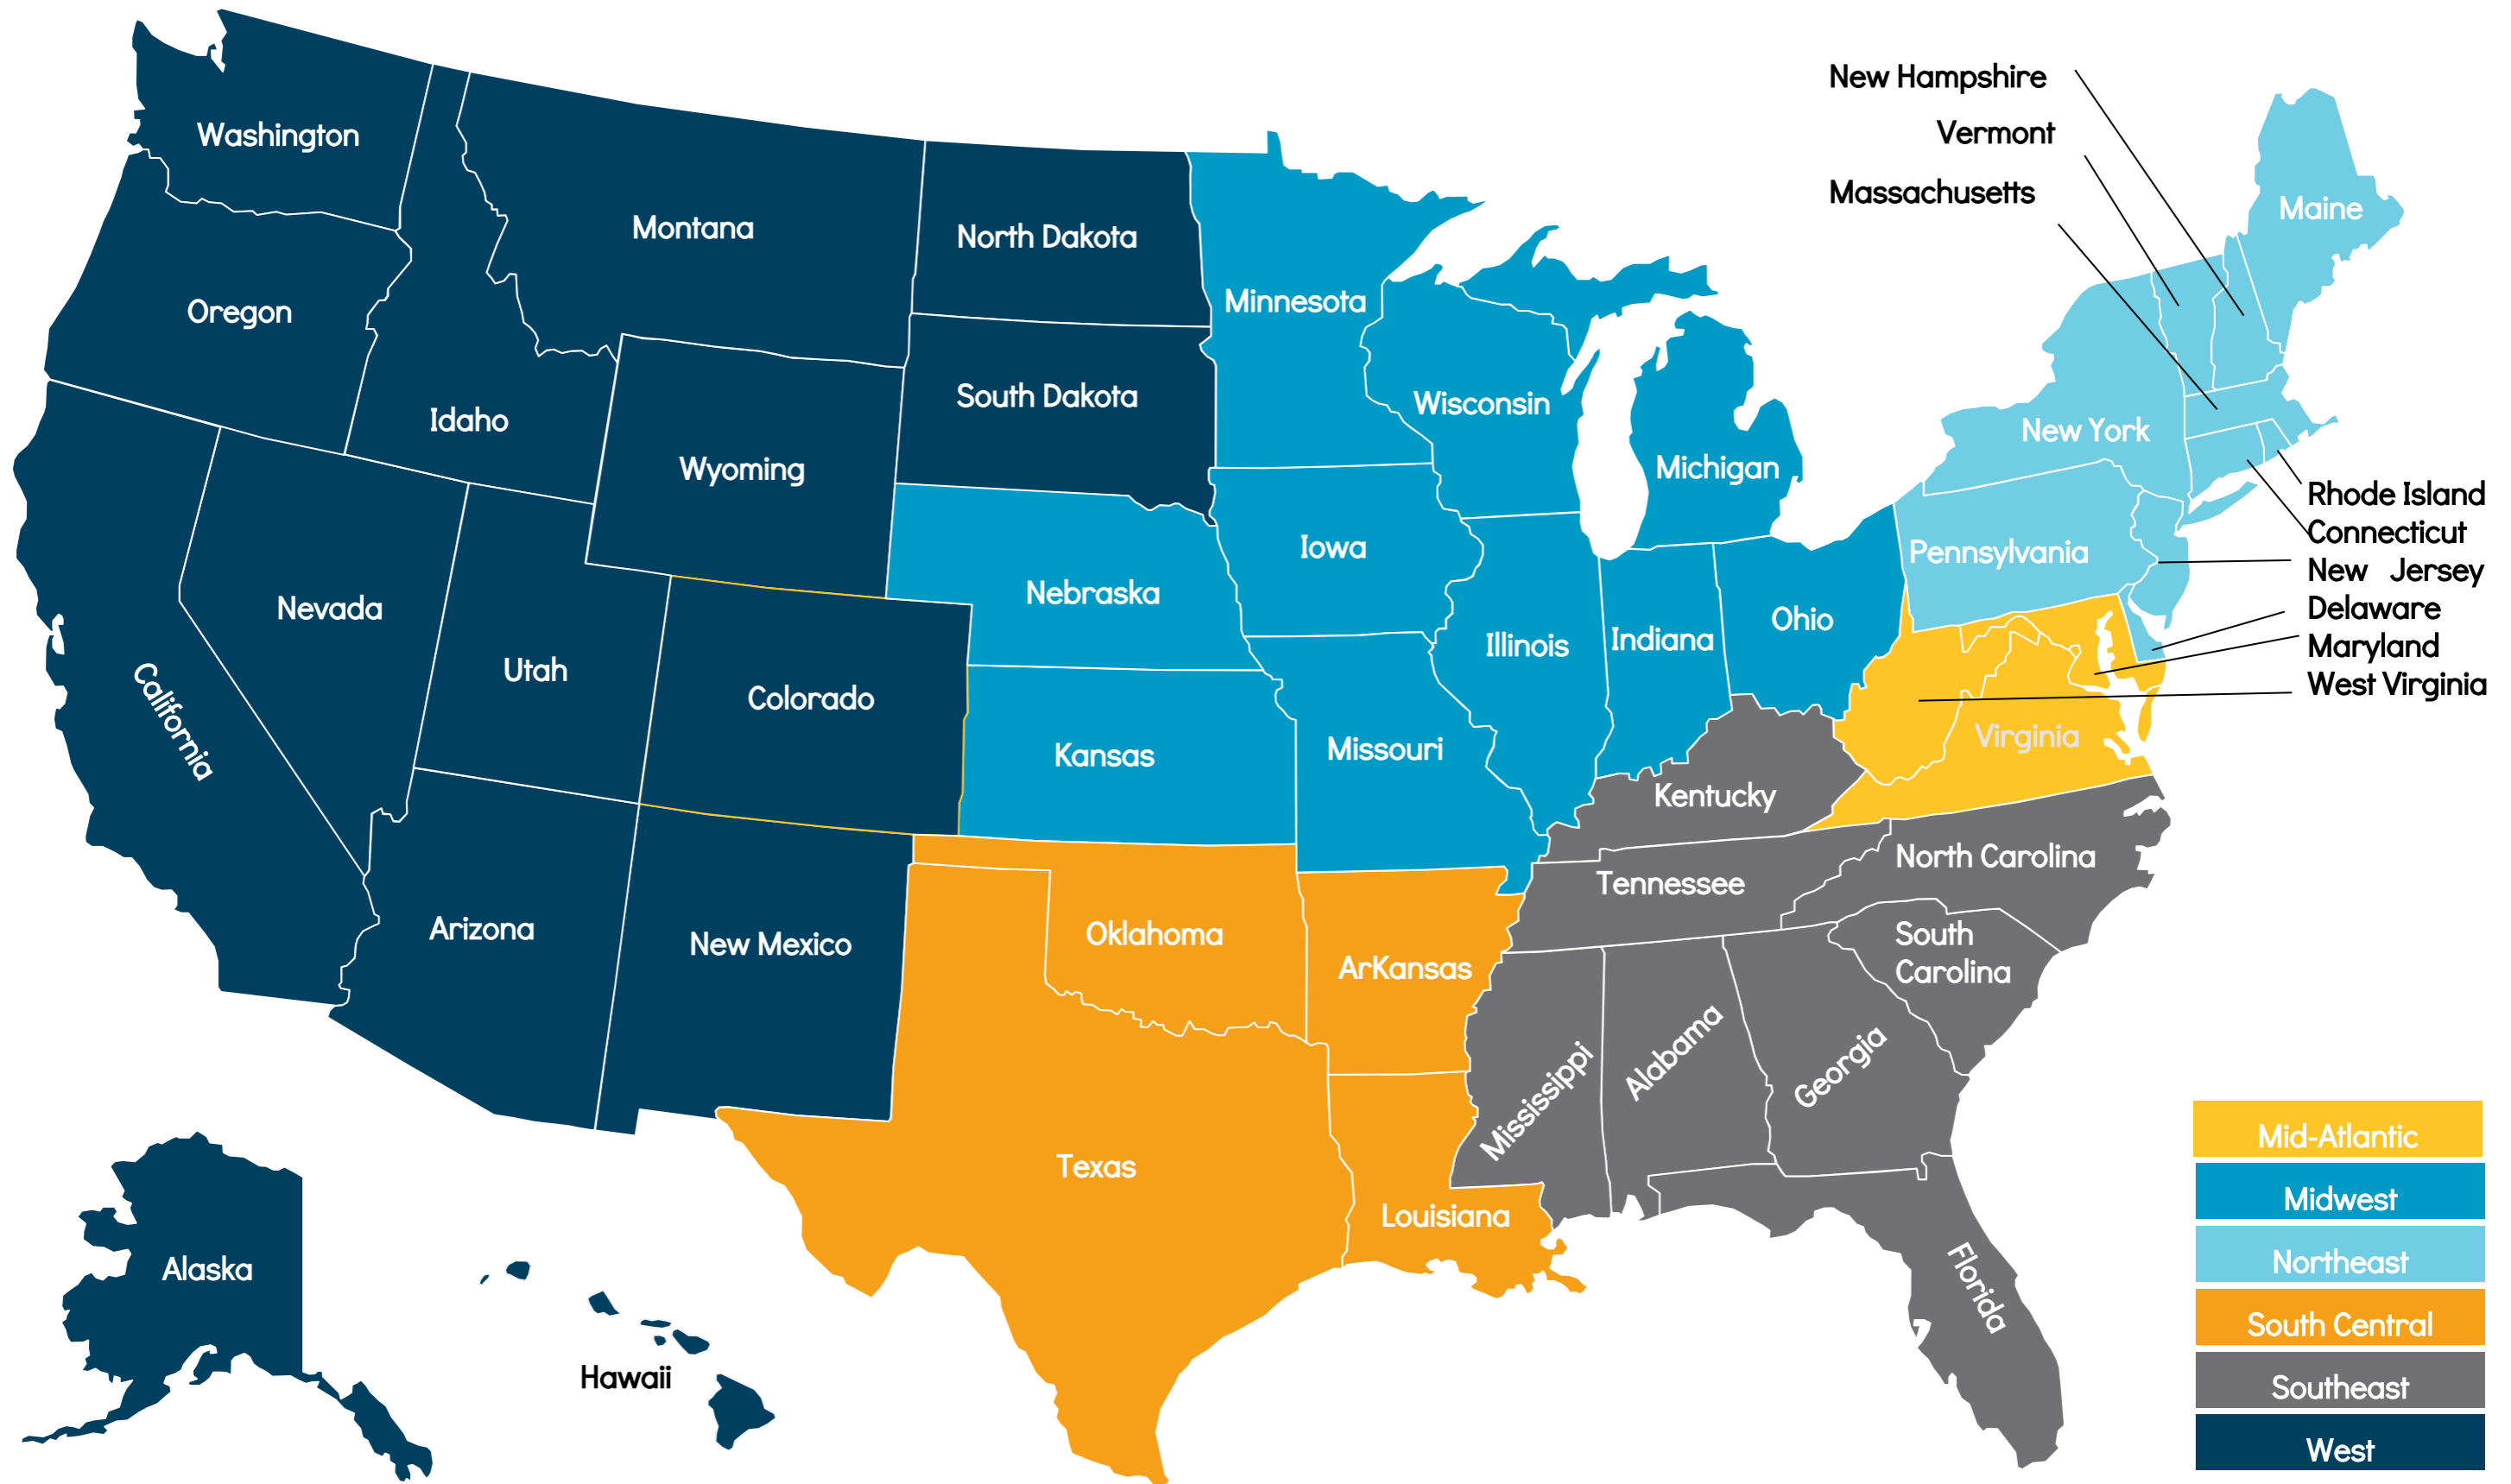 New Hampshire
Vermont
Massachusetts
Washington
Montana
North Dakota
Maine
Oregon
Minnesota
Idaho
South Dakota
Wisconsin
New York
Wyoming
Michigan
Rhode Island
Connecticut
Iowa
Pennsylvania
New Jersey
Nebraska
Nevada
Delaware
Ohio
Illinois
Indiana
Maryland
Utah
West Virginia
Colorado
California
Kansas
Missouri
Virginia
Kentucky
North Carolina
Tennessee
Arizona
New Mexico
Oklahoma
South
Carolina
ArKansas
Mississippi
Alabama
Georgia
Mid-Atlantic
Texas
Midwest
Louisiana
Alaska
Northeast
Florida
South Central
Hawaii
Southeast
West